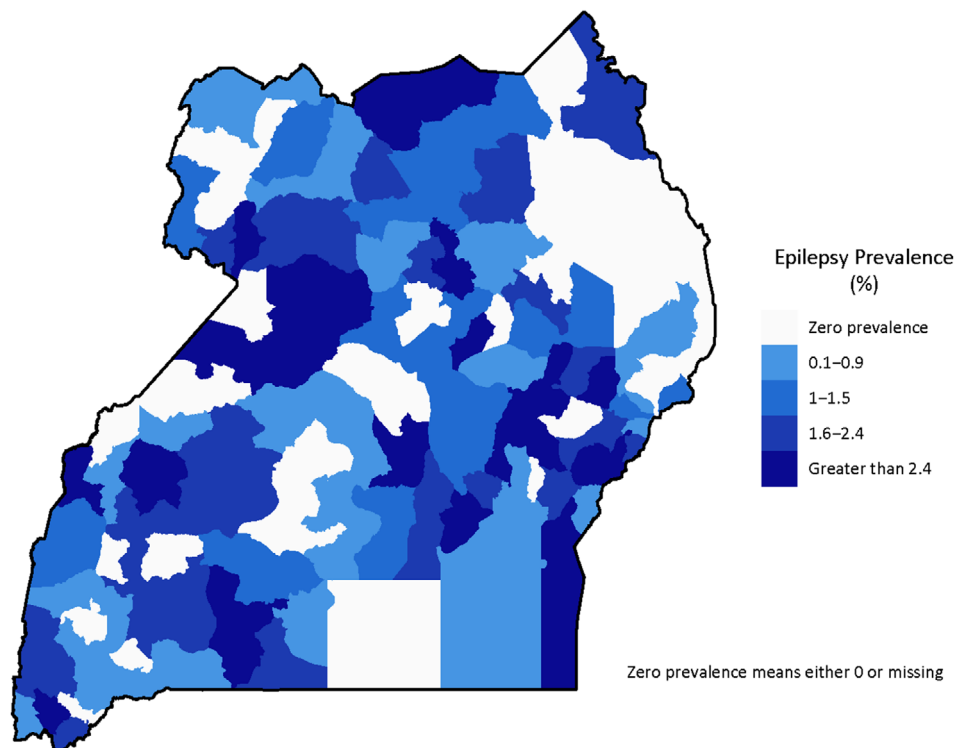 Epilepsy Prevalence
(%)
Zero prevalence
0.1–0.9
1–1.5
1.6–2.4
Greater than 2.4
Zero prevalence means either 0 or missing